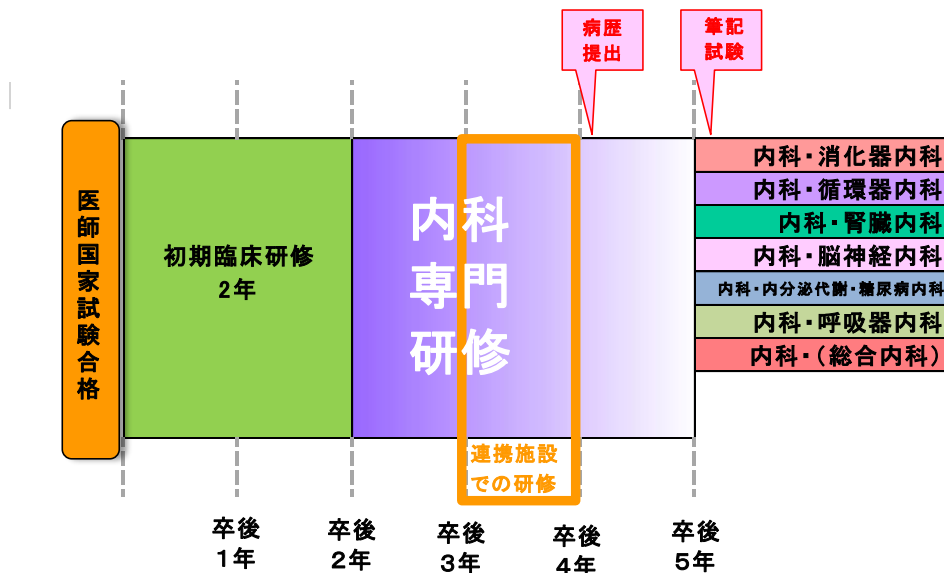 病歴
提出
筆記
試験
医師国家試験合格
初期臨床研修
2年
内科
専門
研修
連携施設
での研修
内科・消化器内科
内科・循環器内科
内科・腎臓内科
内科・脳神経内科
内科・内分泌代謝・糖尿病内科
内科・呼吸器内科
内科・（総合内科）
卒後
1年
卒後
2年
卒後
3年
卒後
4年
卒後
5年